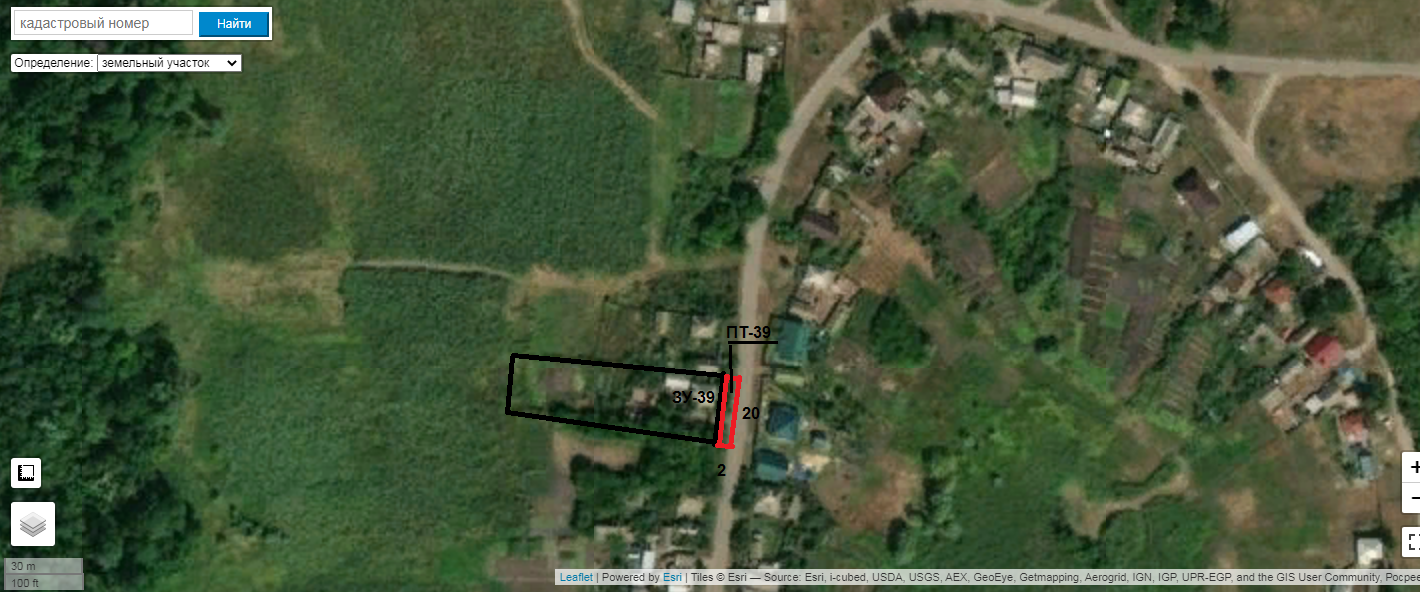 кадастровый номер
Найти
Определение: земельный участок
ПТ-39
ЗУ-39
20
2
+
−
30 m
100 ft
Leaflet | Powered by Esri | Tiles © Esri — Source: Esri, i-cubed, USDA, USGS, AEX, GeoEye, Getmapping, Aerogrid, IGN, IGP, UPR-EGP, and the GIS User Community, Росрее